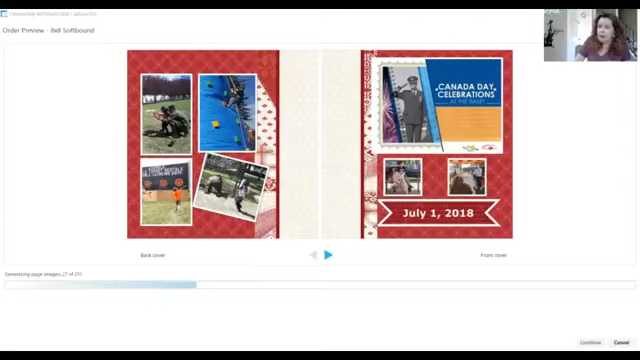 Order Preview - 8x8 Softbound
CANADA DAY
CELEBRATIONS
AT THE BASE!
July 1, 2018
Back cover
Front cover
Generating page images..(7 of 21)
Continue
Cancel